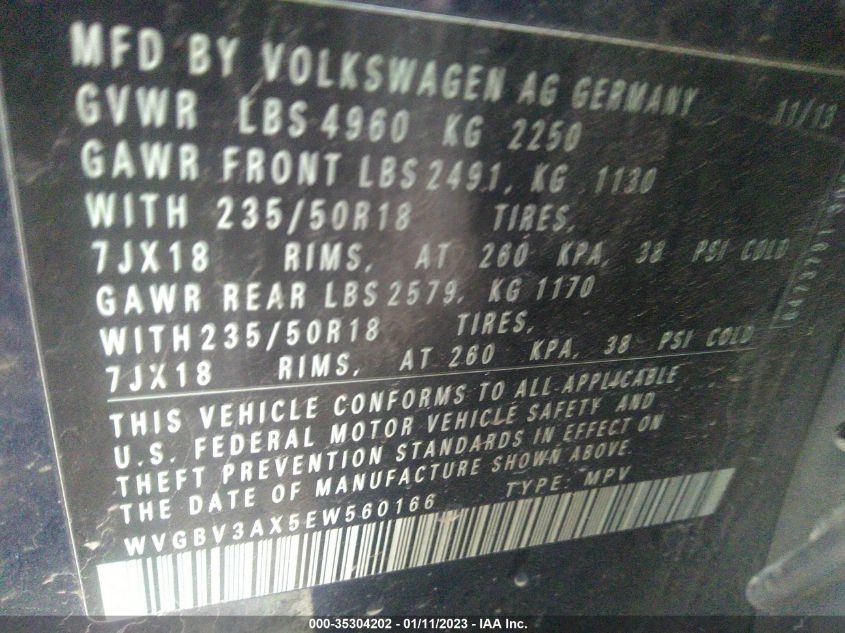 MFD BY VOLKSWAGEN AG GERMANY 11/13
GVWR LBS 4960 KG 2250
GAWR FRONT LBS 2491, KG 1130
WITH 235/50R18 TIRES,
7JX18 RIMS, AT 260 KPA, 38 PSI COLD
GAWR REAR LBS 2579, KG 1170
WITH 235/50R18 TIRES,
7JX18 RIMS, AT 260 KPA, 38 PSI COLD
THIS VEHICLE CONFORMS TO ALL APPLICABLE
U.S. FEDERAL MOTOR VEHICLE SAFETY AND
THEFT PREVENTION STANDARDS IN EFFECT ON
THE DATE OF MANUFACTURE SHOWN ABOVE.
WVGBV3AX5EW560166 TYPE: MPV
000-35304202 - 01/11/2023 - IAA Inc.